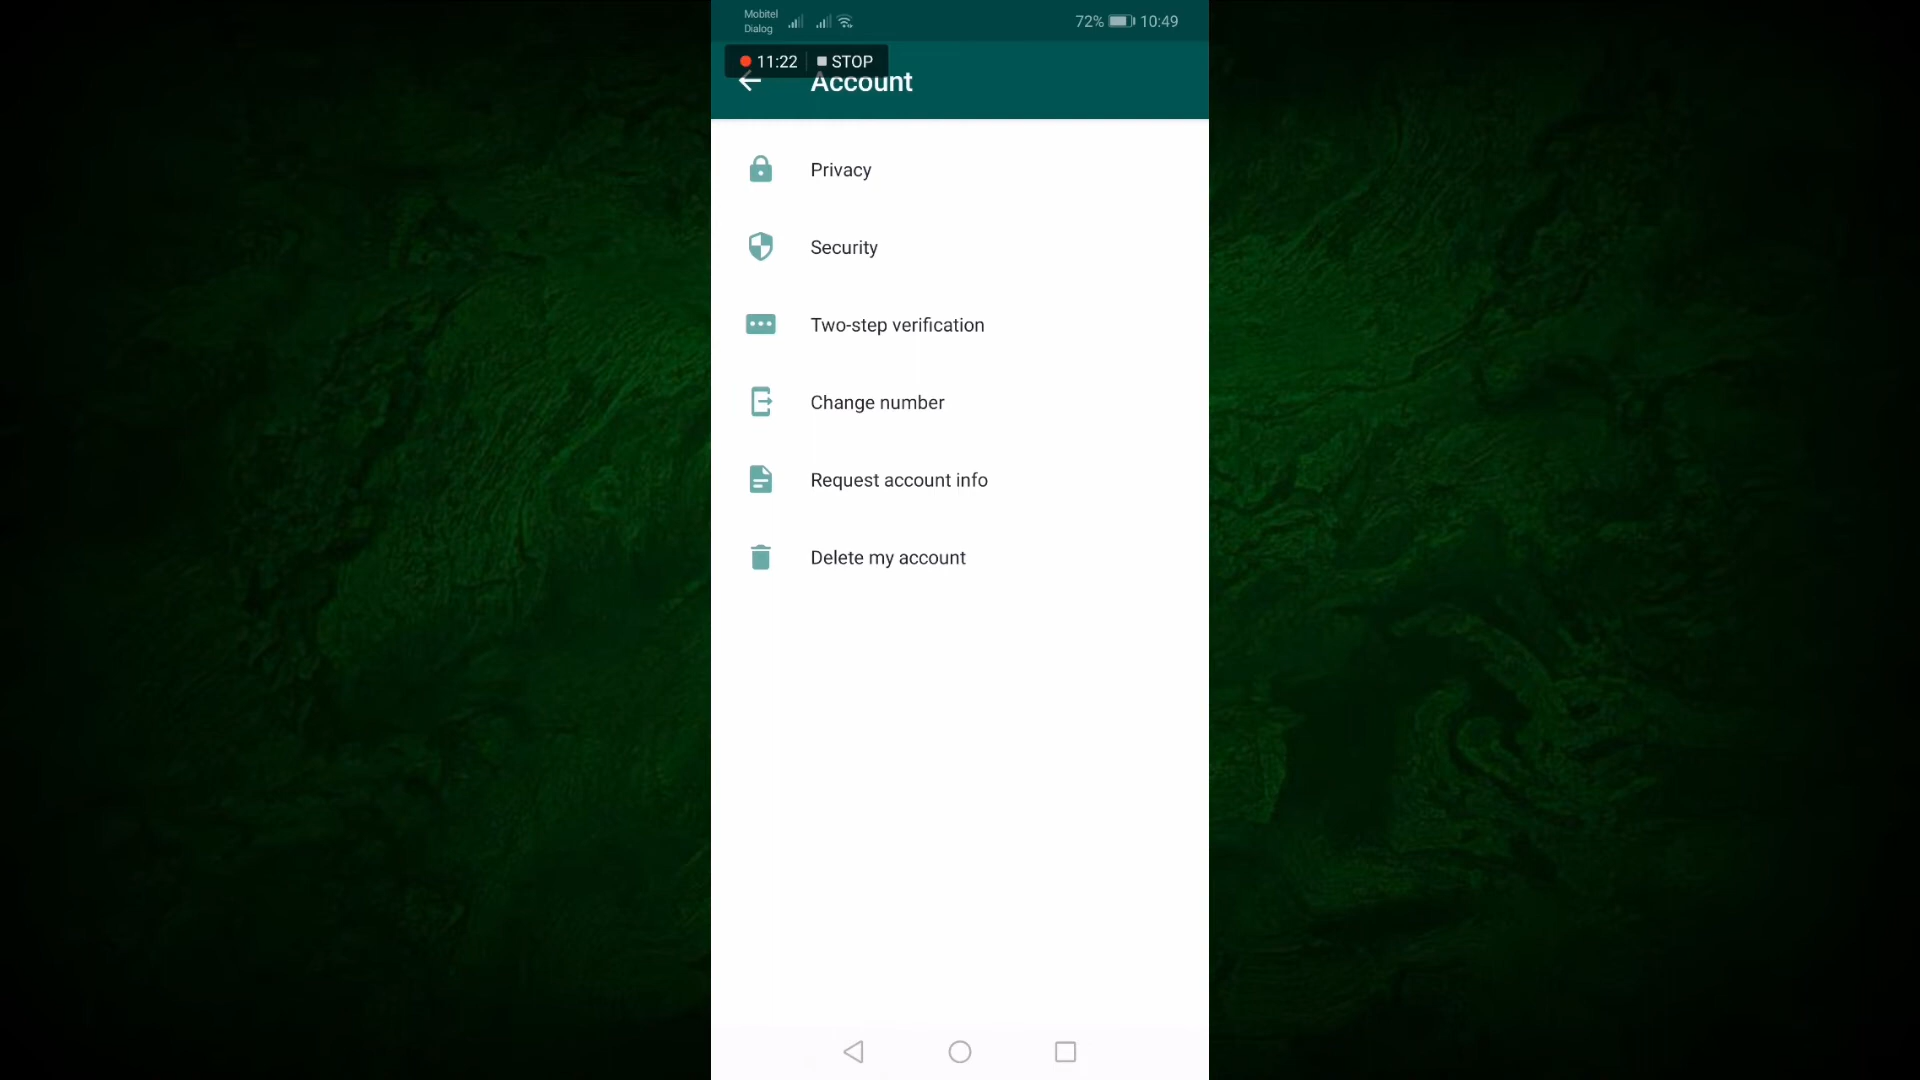 Mobitel
Dialog
72% 10:49
11:22 STOP
Account
Privacy
Security
Two-step verification
Change number
Request account info
Delete my account